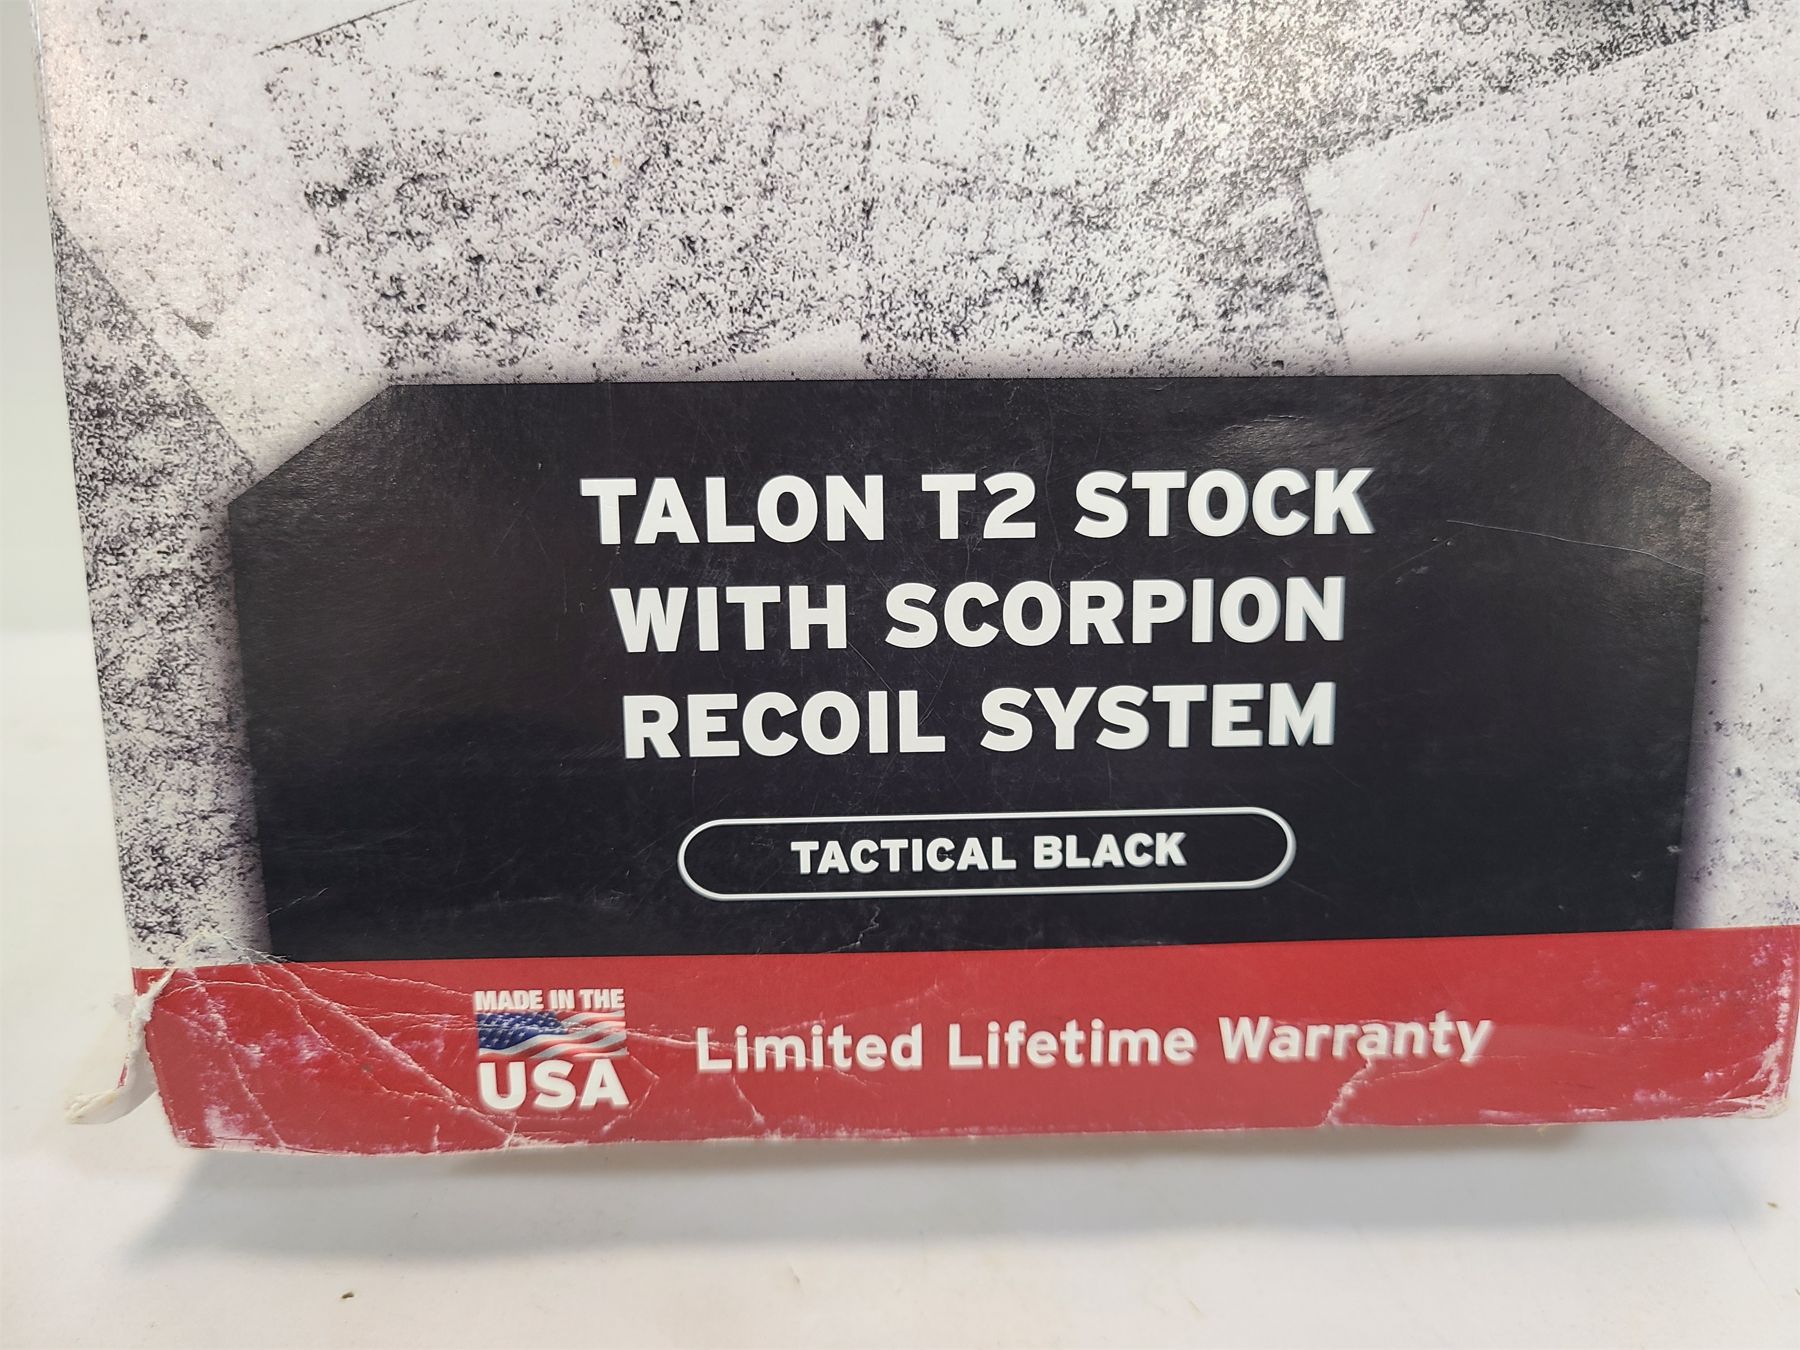 TALON T2 STOCK
WITH SCORPION
RECOIL SYSTEM
TACTICAL BLACK
MADE IN THE
USA
Limited Lifetime Warranty